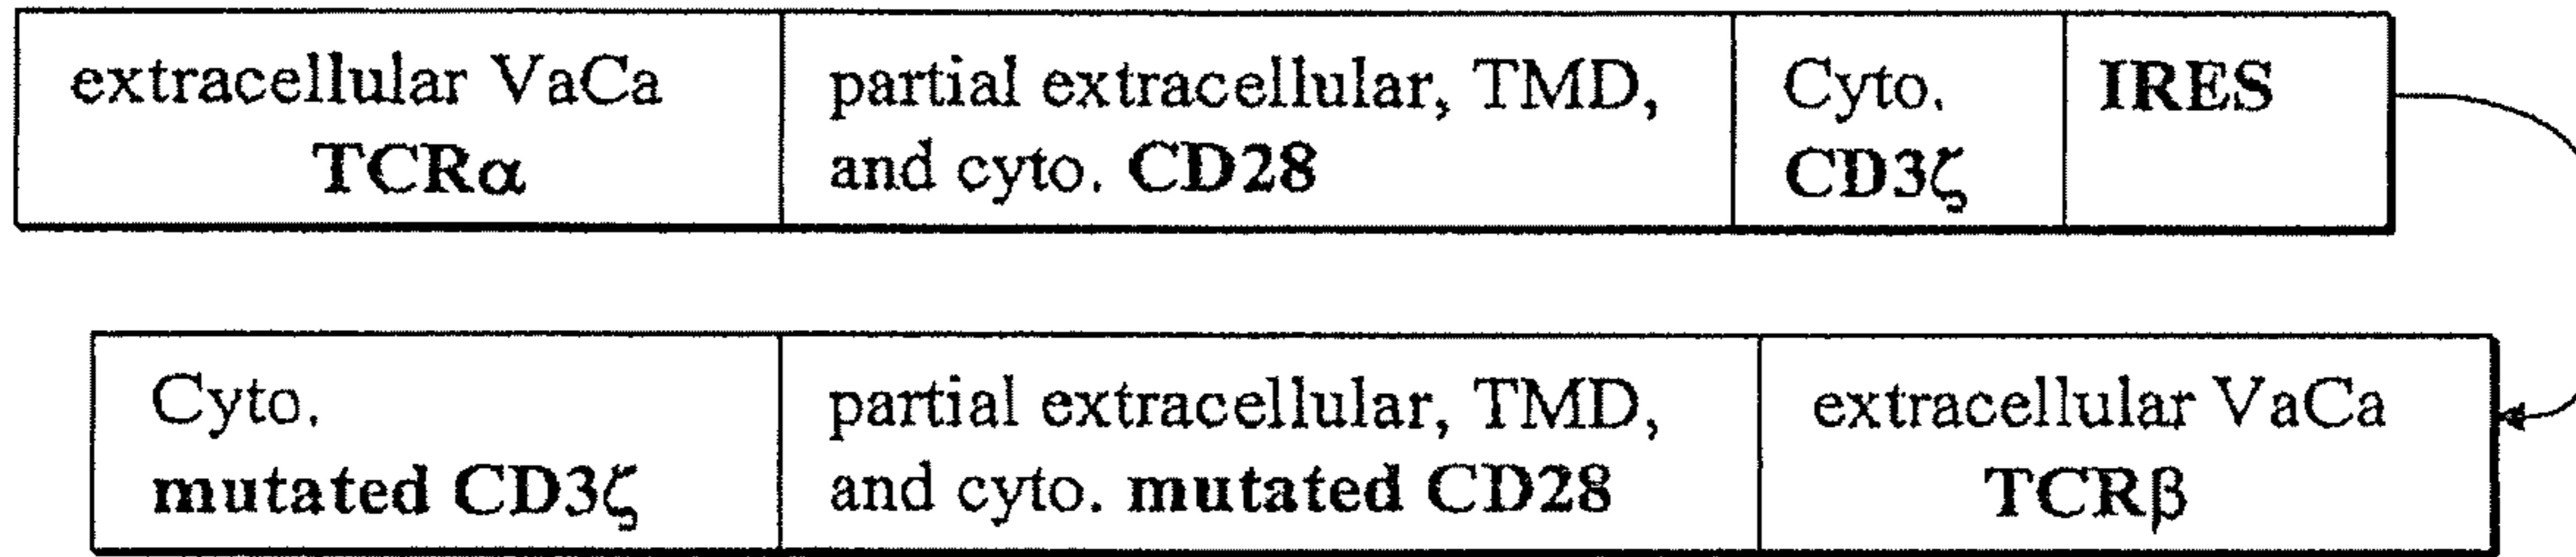 extracellular VaCa
TCRα
partial extracellular, TMD,
and cyto. CD28
Cyto.
CD3ζ
IRES
Cyto.
mutated CD3ζ
partial extracellular, TMD,
and cyto. mutated CD28
extracellular VaCa
TCRβ